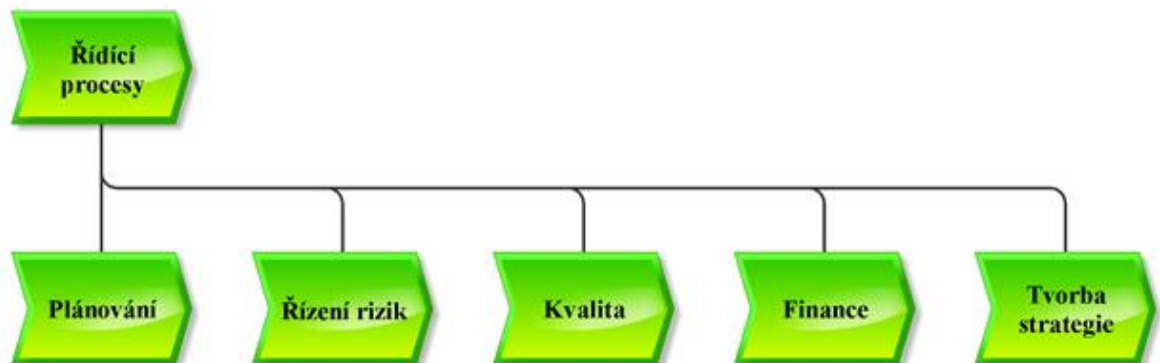 Řídící
procesy
Plánování
Řízení rizik
Kvalita
Finance
Tvorba
strategie